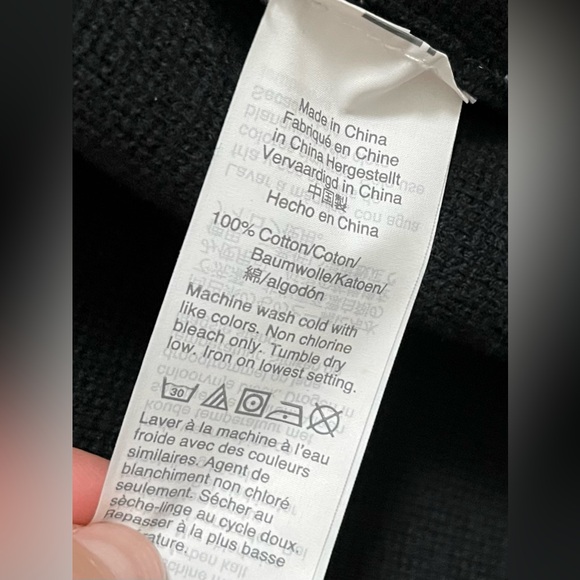 Made in China
Fabriqué en Chine
in China Hergestellt
Vervaardigd in China
中国製
Hecho en China
100% Cotton/Coton/
Baumwolle/Katoen/
綿/algodón
Machine wash cold with
like colors. Non chlorine
bleach only. Tumble dry
low. Iron on lowest setting.
30
Laver à la machine à l'eau
froide avec des couleurs
similaires. Agent de
blanchiment non chloré
seulement. Sécher au
sèche-linge au cycle doux.
Repasser à la plus basse